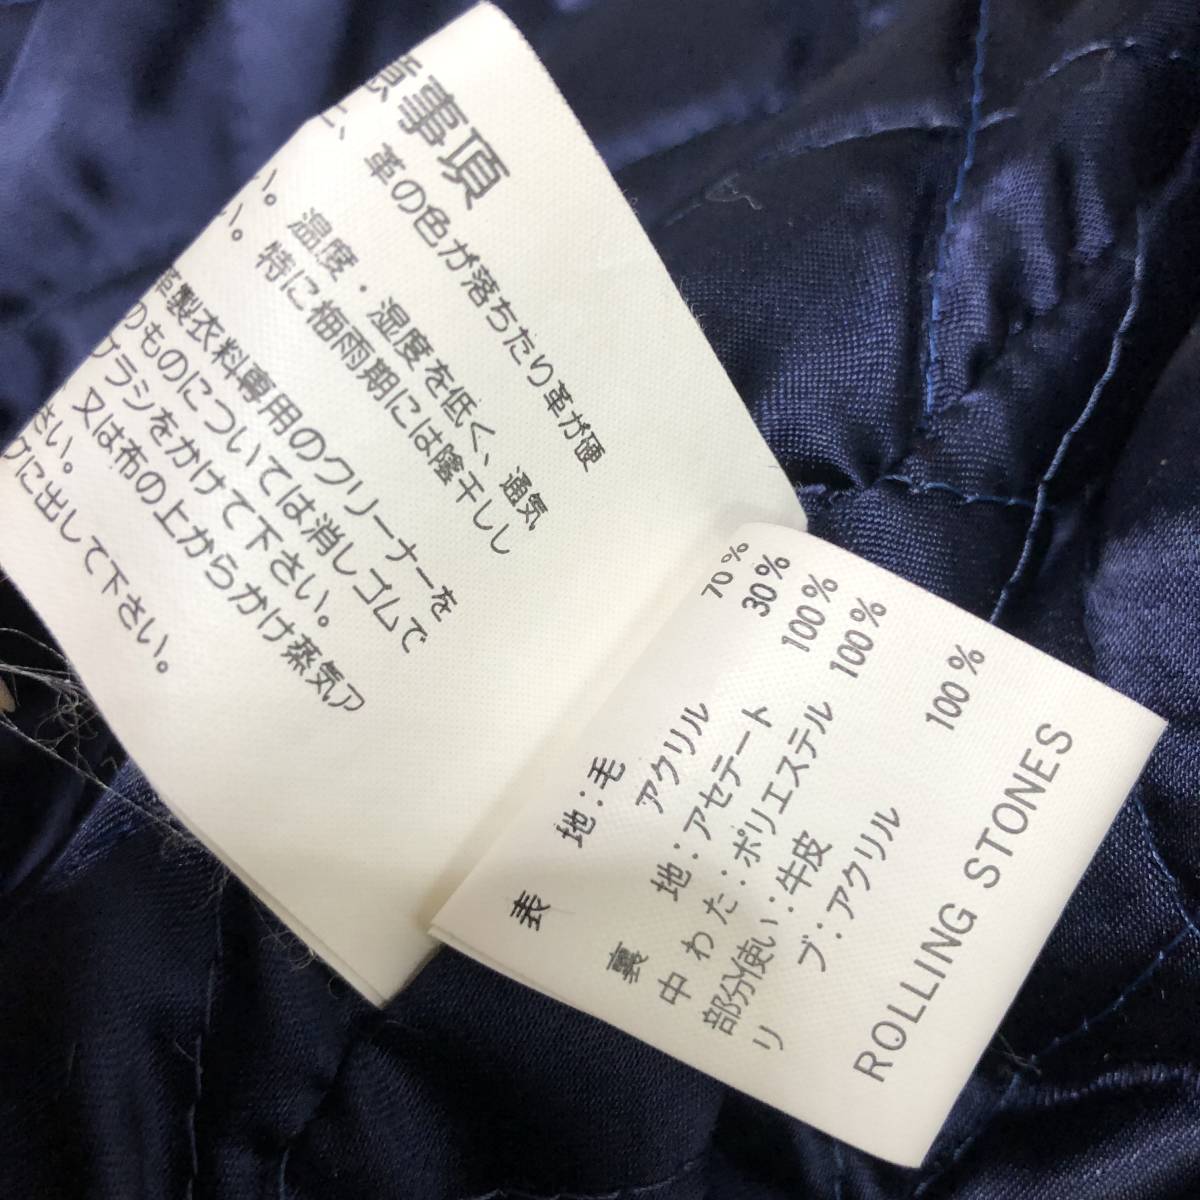 意事項
に、革の色が落ちたり革が硬
い。
い。
温度・湿度を低く、通気
特に梅雨期には陰干しし
革製衣料専用のクリーナーを
のものについては消しゴムで
ブラシをかけて下さい。
又は布の上からかけ蒸気ア
さい。
グに出して下さい。
表 地：毛 70%
アクリル 30%
裏 地：アセテート 100%
中 わ た：ポリエステル 100%
部分使い：牛皮
リ ブ：アクリル 100%
ROLLING STONES